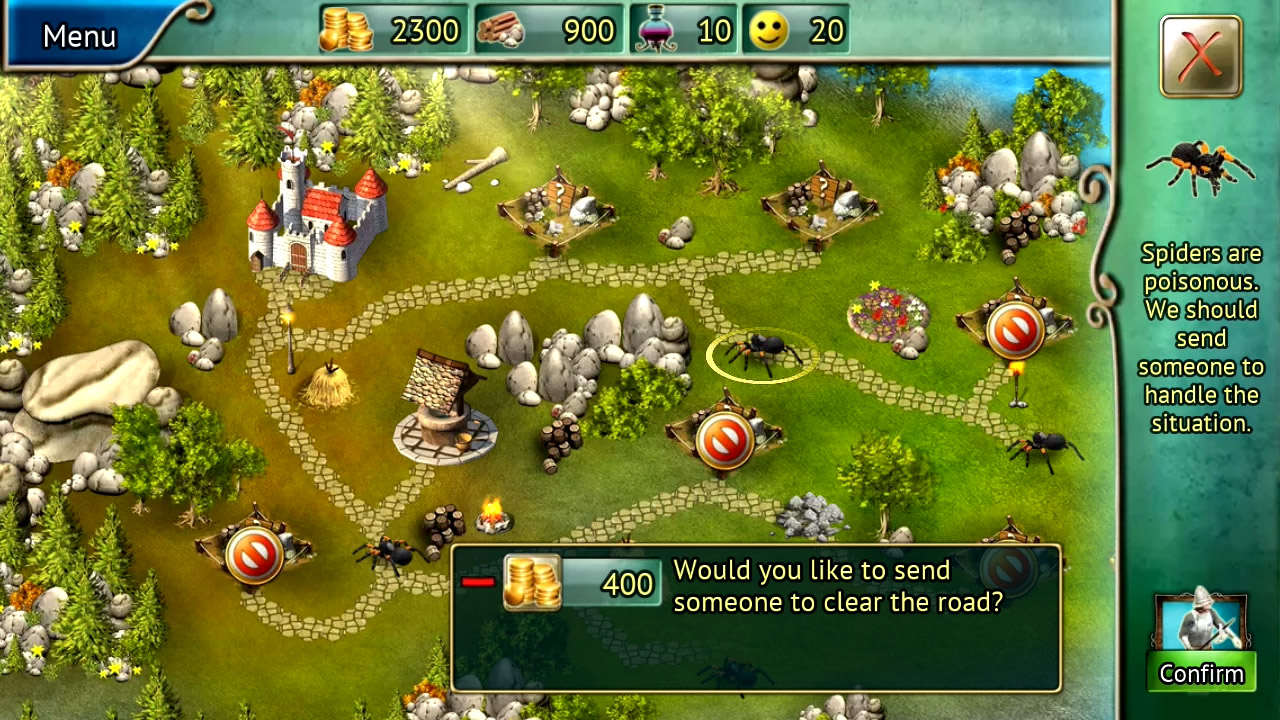 Menu
2300
900
10
20
?
Spiders are
poisonous.
We should
send
someone to
handle the
situation.
400
Would you like to send
someone to clear the road?
Confirm